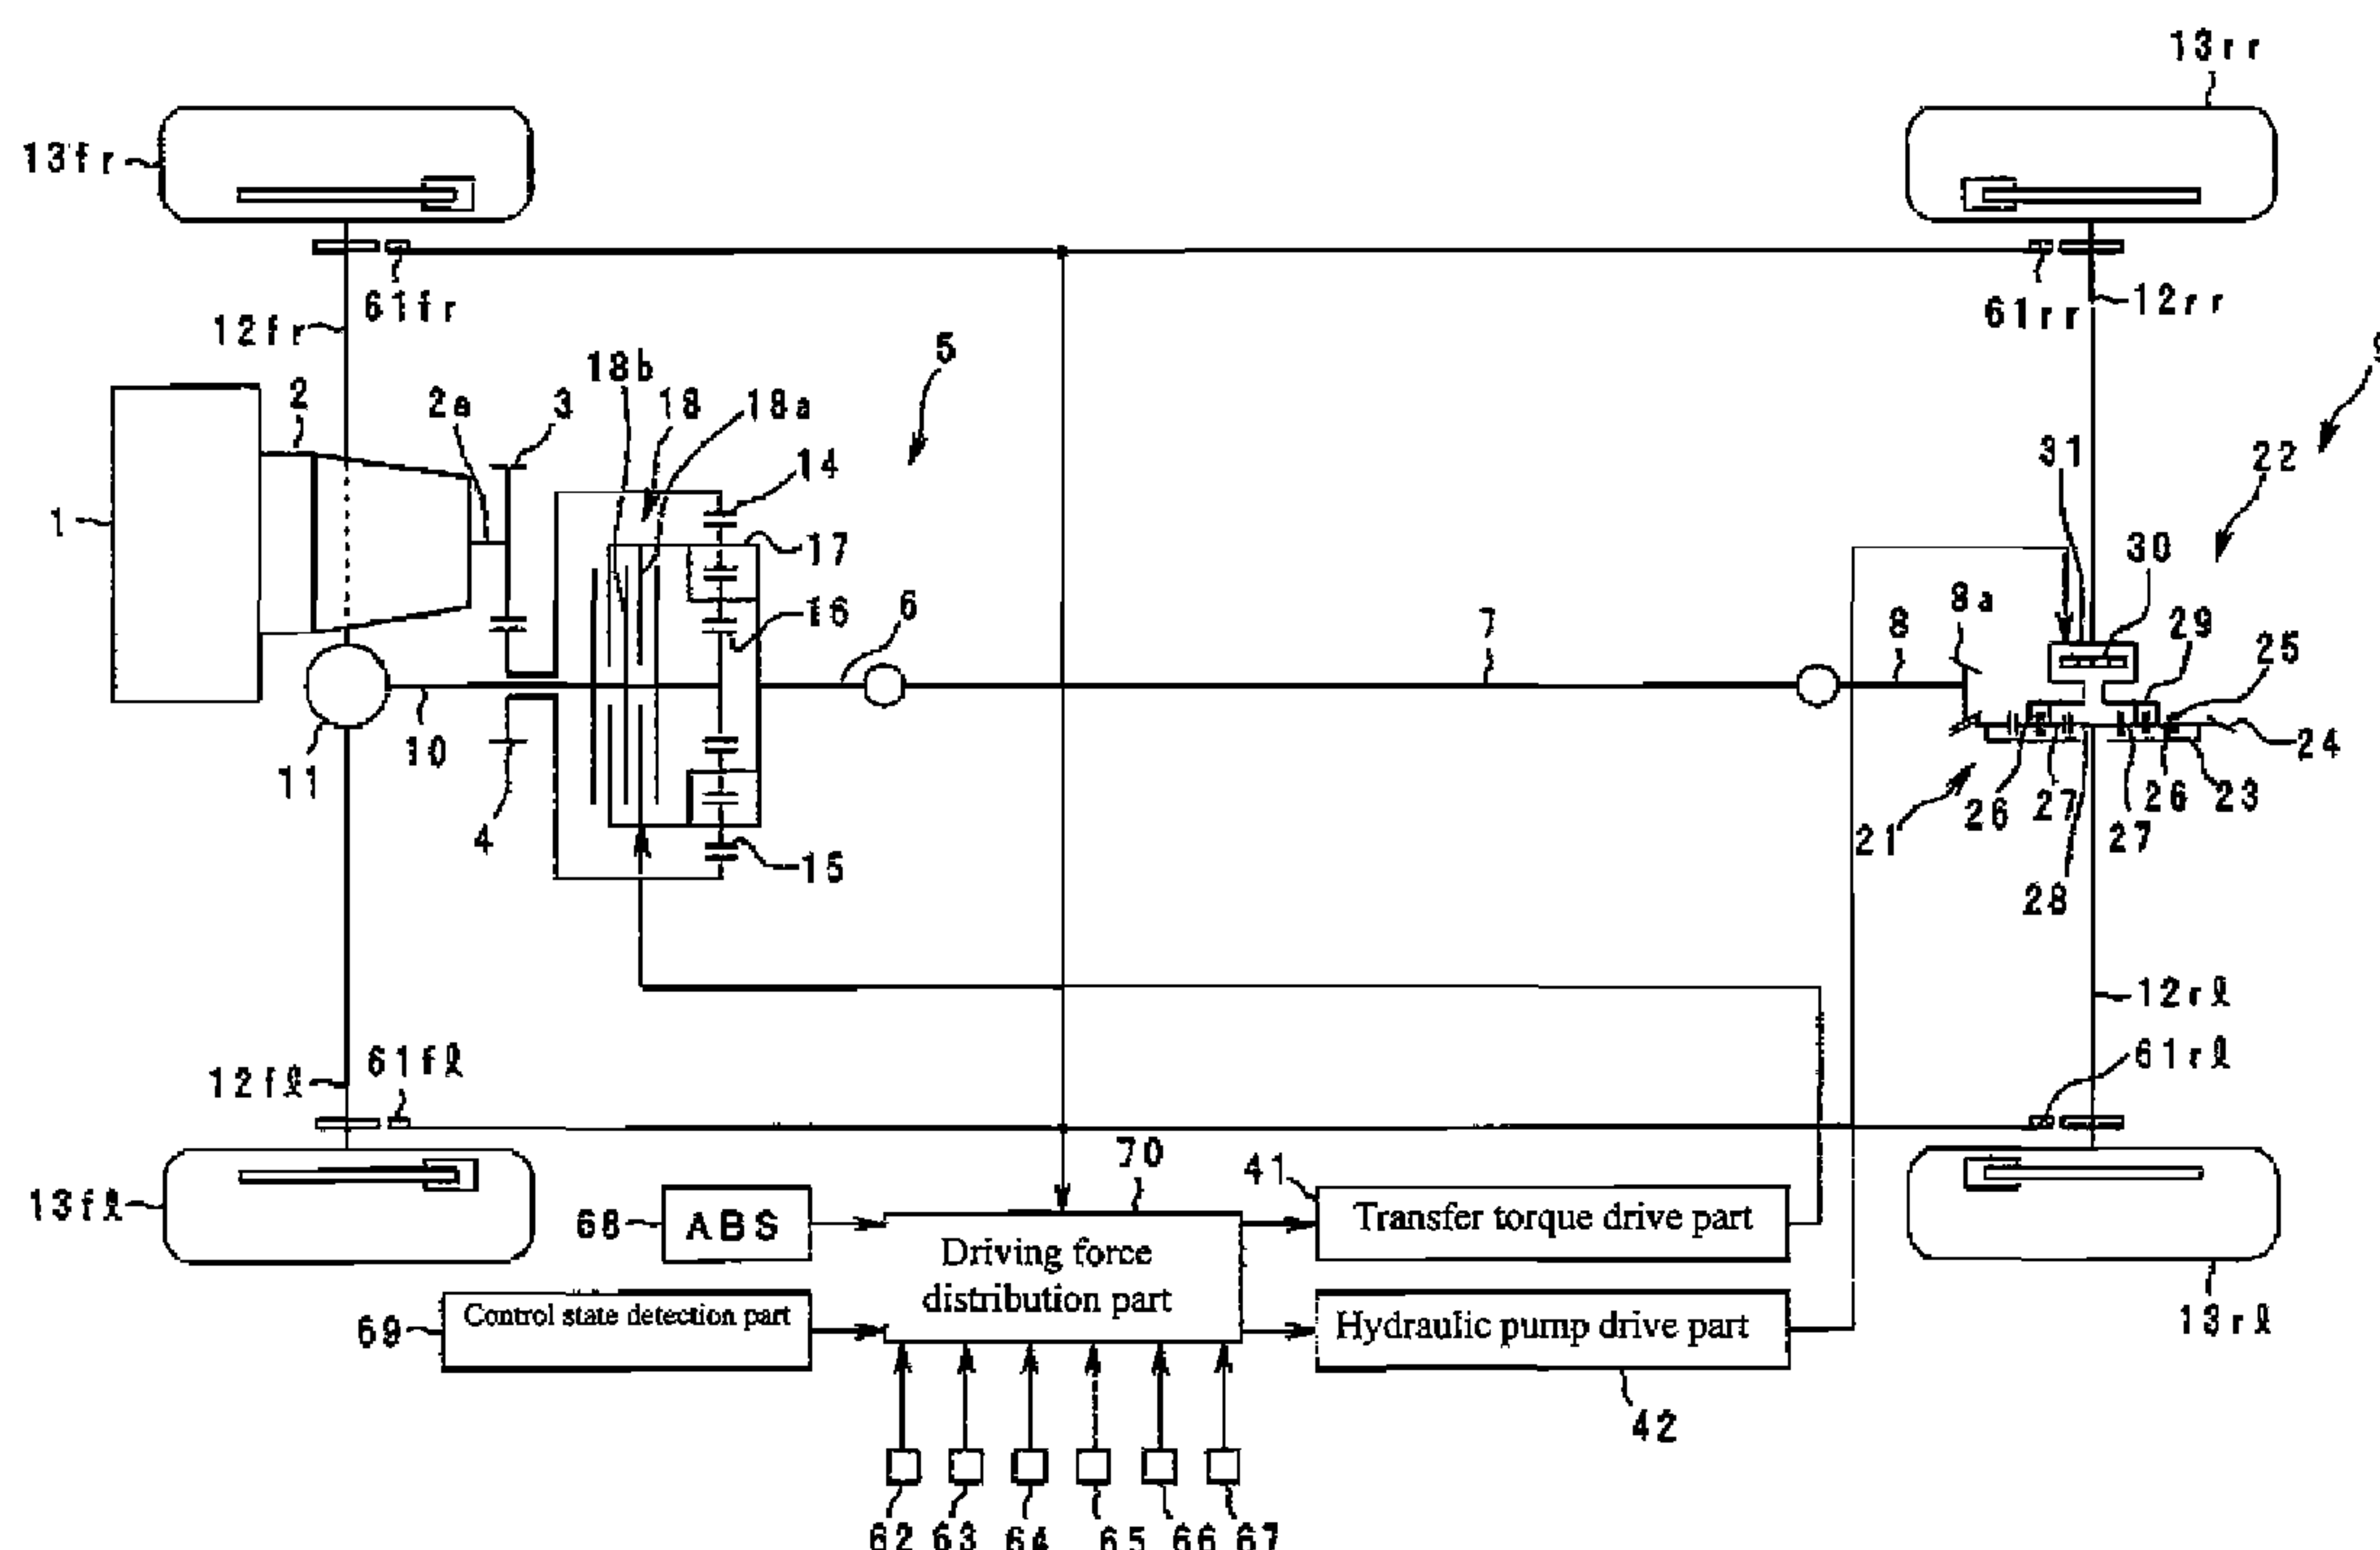 13rr
13fr
61fr
12fr
61rr
12rr
5
9
18b
2
2a
3
18
18a
14
31
22
1
17
30
16
6
7
8
8a
29
25
11
10
4
15
21
26
27
28
27
26
23
24
12rℓ
61fℓ
12fℓ
61rℓ
70
41
13fℓ
68
ABS
Driving force
distribution part
Transfer torque drive part
69
Control state detection part
Hydraulic pump drive part
13rℓ
42
62 63 64 65 66 67